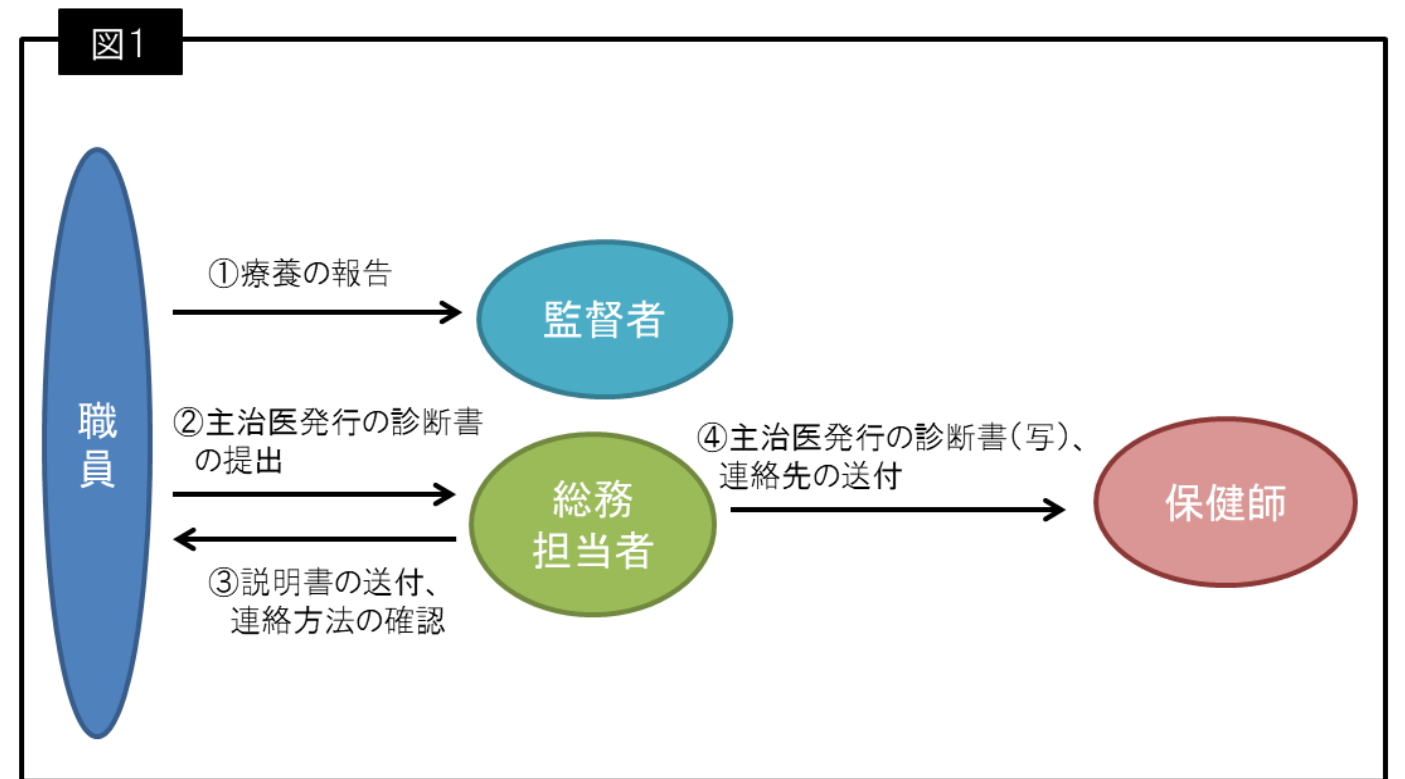 図1
①療養の報告
監督者
職員
②主治医発行の診断書
の提出
④主治医発行の診断書(写)、
連絡先の送付
総務
担当者
保健師
③説明書の送付、
連絡方法の確認